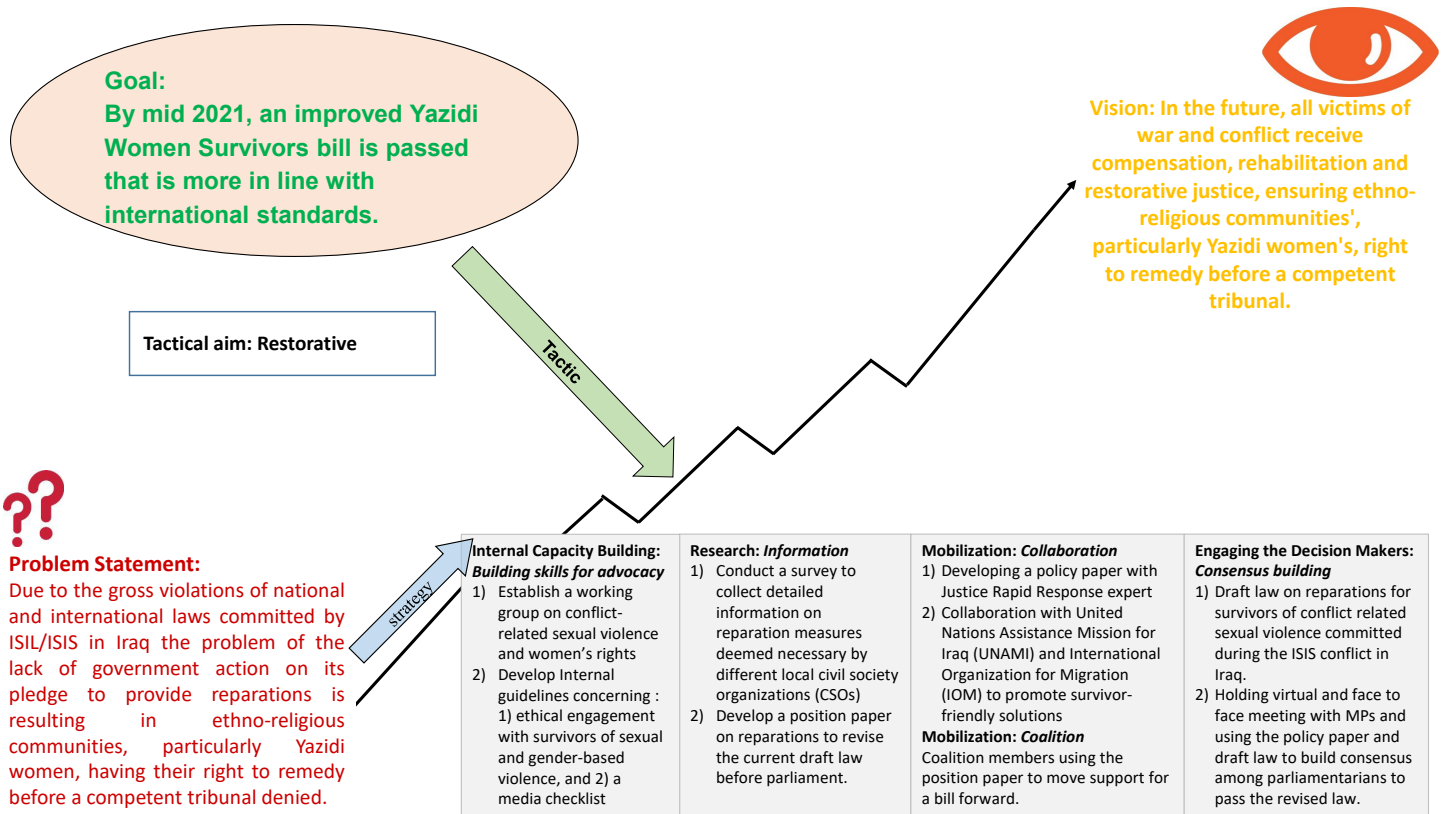 Goal:
By mid 2021, an improved Yazidi
Women Survivors bill is passed
that is more in line with
international standards.
Vision: In the future, all victims of
war and conflict receive
compensation, rehabilitation and
restorative justice, ensuring ethno-
religious communities',
particularly Yazidi women's, right
to remedy before a competent
tribunal.
Tactical aim: Restorative
Tactic
??
Problem Statement:
Due to the gross violations of national
and international laws committed by
ISIL/ISIS in Iraq the problem of the
lack of government action on its
pledge to provide reparations is
resulting in ethno-religious
communities, particularly Yazidi
women, having their right to remedy
before a competent tribunal denied.
strategy
Internal Capacity Building:
Building skills for advocacy
1) Establish a working
group on conflict-
related sexual violence
and women's rights
2) Develop Internal
guidelines concerning :
1) ethical engagement
with survivors of sexual
and gender-based
violence, and 2) a
media checklist
Research: Information
1) Conduct a survey to
collect detailed
information on
reparation measures
deemed necessary by
different local civil society
organizations (CSOs)
2) Develop a position paper
on reparations to revise
the current draft law
before parliament.
Mobilization: Collaboration
1) Developing a policy paper with
Justice Rapid Response expert
2) Collaboration with United
Nations Assistance Mission for
Iraq (UNAMI) and International
Organization for Migration
(IOM) to promote survivor-
friendly solutions
Mobilization: Coalition
Coalition members using the
position paper to move support for
a bill forward.
Engaging the Decision Makers:
Consensus building
1) Draft law on reparations for
survivors of conflict related
sexual violence committed
during the ISIS conflict in
Iraq.
2) Holding virtual and face to
face meeting with MPs and
using the policy paper and
draft law to build consensus
among parliamentarians to
pass the revised law.